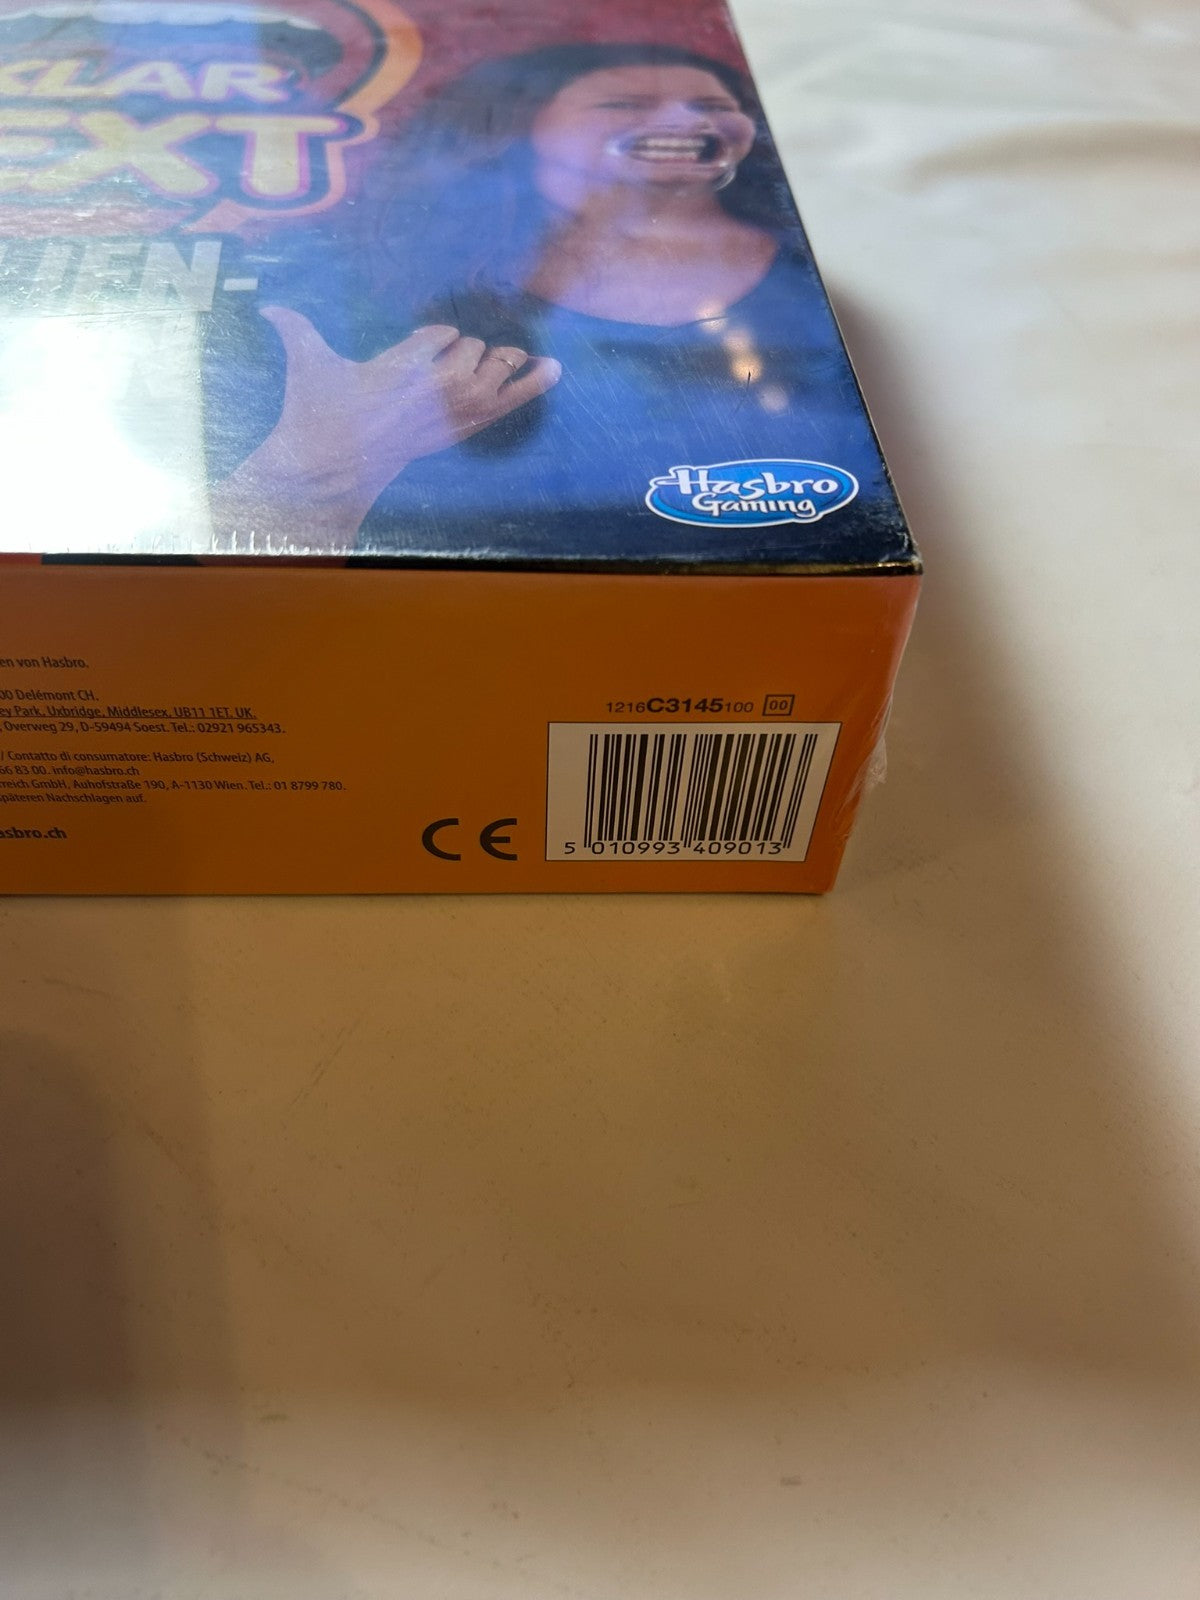 KLAR
EXT
LIEN-
Hasbro
Gaming
en von Hasbro.
00 Delémont CH.
ey Park, Uxbridge, Middlesex, UB11 1ET. UK.
, Overweg 29, D-59494 Soest. Tel.: 02921 965343.
/ Contatto di consumatore: Hasbro (Schweiz) AG,
66 83 00. info@hasbro.ch
rreich GmbH, Auhofstraße 190, A-1130 Wien. Tel.: 01 8799 780.
späteren Nachschlagen auf.
asbro.ch
CE
1216C3145100 00
5 010993 409013